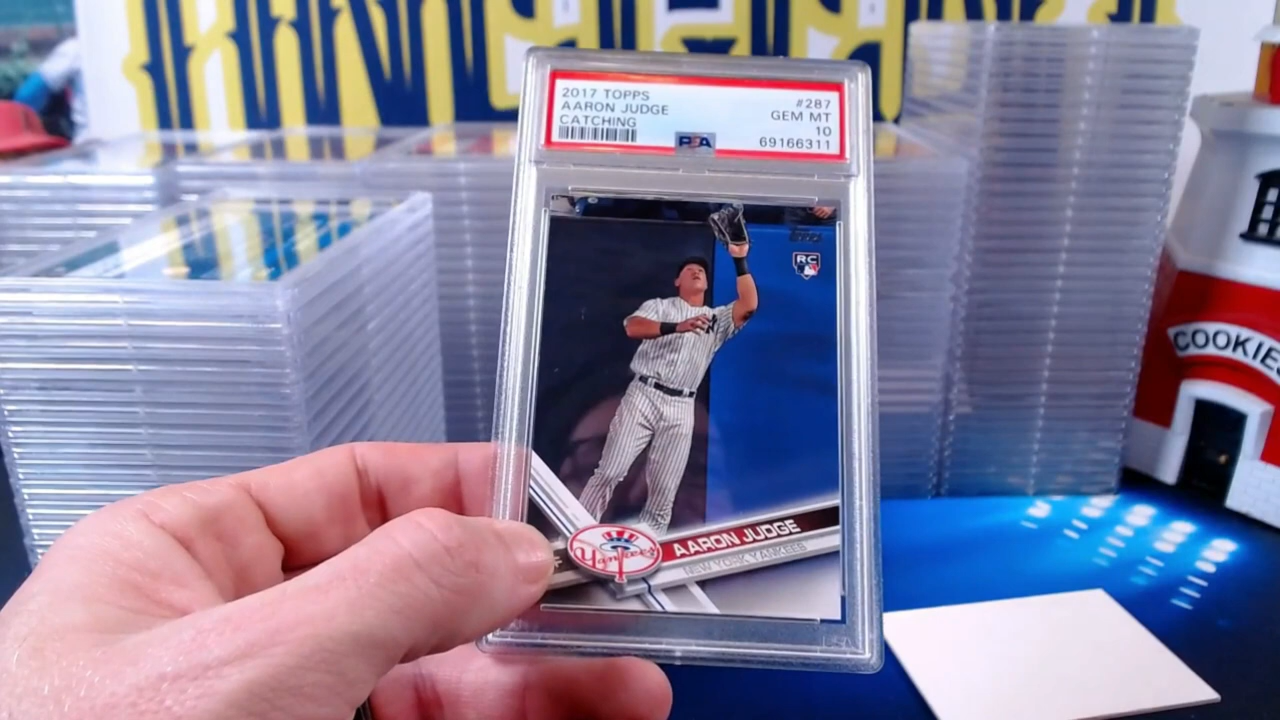 2017 TOPPS
#287
AARON JUDGE
GEM MT
CATCHING
10
PSA
69166311
Topps
RC
Yankees
AARON JUDGE
NEW YORK YANKEES
COOKIES